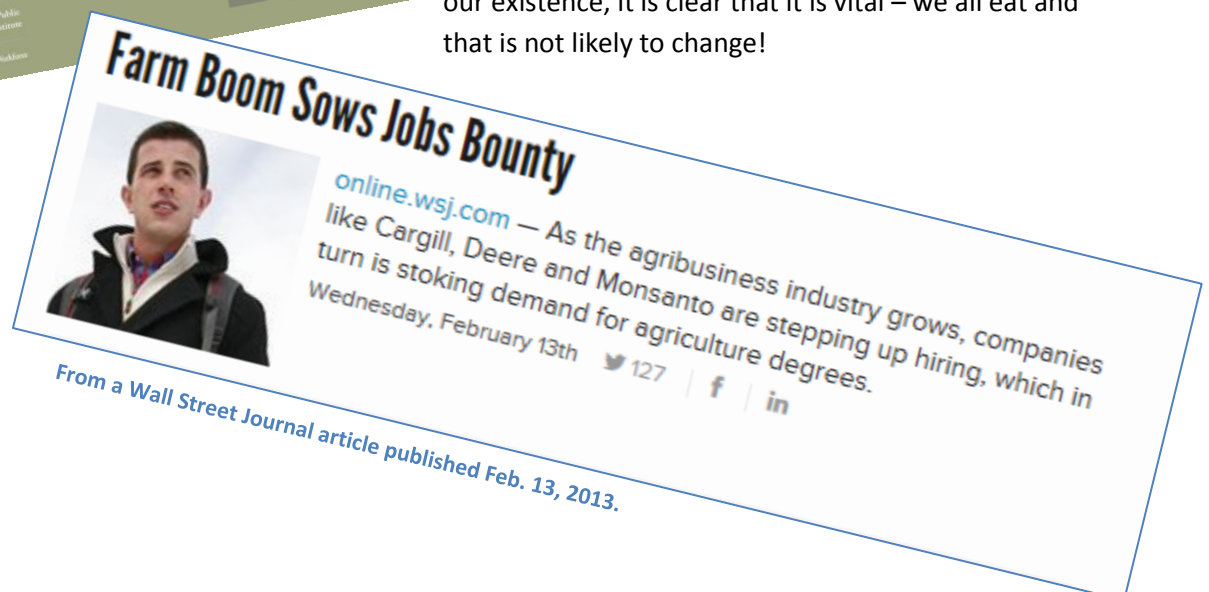 Public
our existence, it is clear that it is vital – we all eat and
that is not likely to change!
Farm Boom Sows Jobs Bounty
online.wsj.com — As the agribusiness industry grows, companies
like Cargill, Deere and Monsanto are stepping up hiring, which in
turn is stoking demand for agriculture degrees.
Wednesday, February 13th 127 f in
From a Wall Street Journal article published Feb. 13, 2013.